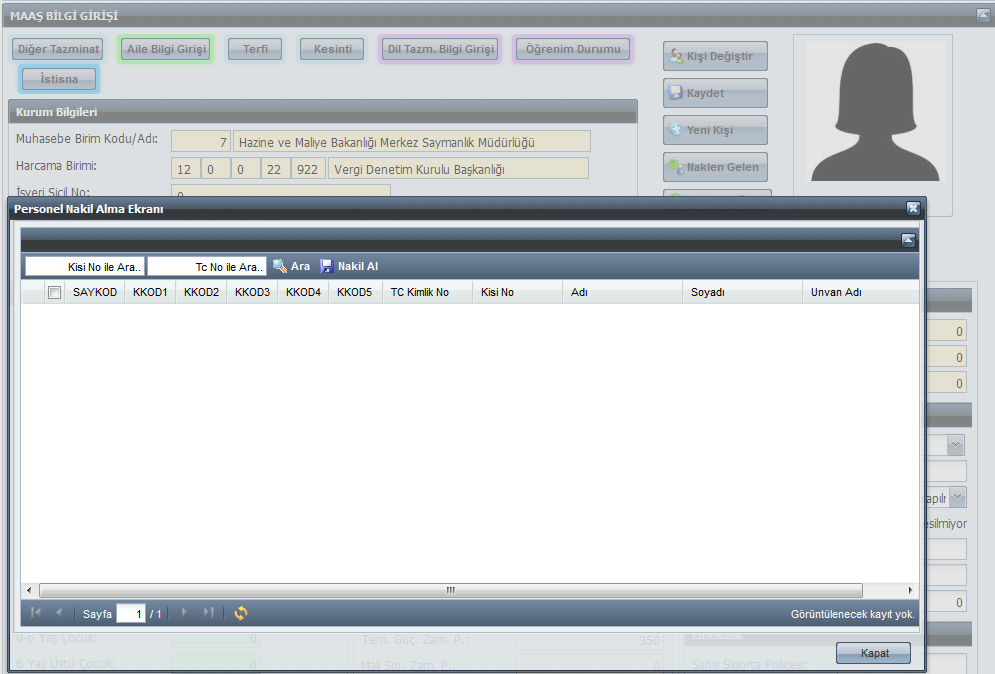 MAAŞ BİLGİ GİRİŞİ
Diğer Tazminat Aile Bilgi Girişi Terfi Kesinti Dil Tazm. Bilgi Girişi Öğrenim Durumu
İstisna
Kişi Değiştir
Kaydet
Yeni Kişi
Naklen Gelen
Kurum Bilgileri
Muhasebe Birim Kodu/Adı: 7 Hazine ve Maliye Bakanlığı Merkez Saymanlık Müdürlüğü
Harcama Birimi: 12 0 0 22 922 Vergi Denetim Kurulu Başkanlığı
İşyeri Sicil No: 0
Personel Nakil Alma Ekranı
Kisi No ile Ara.. Tc No ile Ara.. Ara Nakil Al
SAYKOD KKOD1 KKOD2 KKOD3 KKOD4 KKOD5 TC Kimlik No Kisi No Adı Soyadı Unvan Adı
0
0
0
apılr
esilmiyor
0
Sayfa 1 / 1 Görüntülenecek kayıt yok.
0-6 Yaş Çocuk: 0 Tem. Güç. Zam. P.: 350 Emeklilik
6 Yaş Üstü Çocuk: 0 Mali Sor. Zam. P.: 0 Şahıs Sigorta Poliçesi:
Kapat